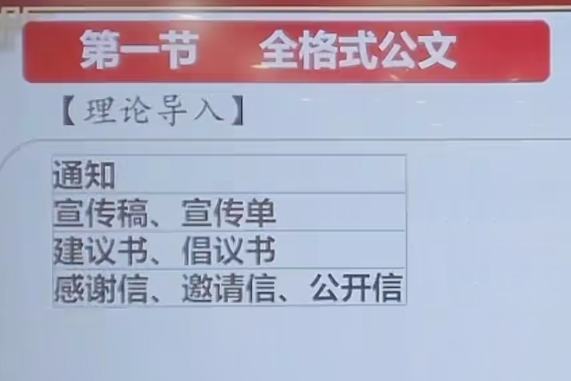 第一节 全格式公文
【理论导入】
通知
宣传稿、宣传单
建议书、倡议书
感谢信、邀请信、公开信